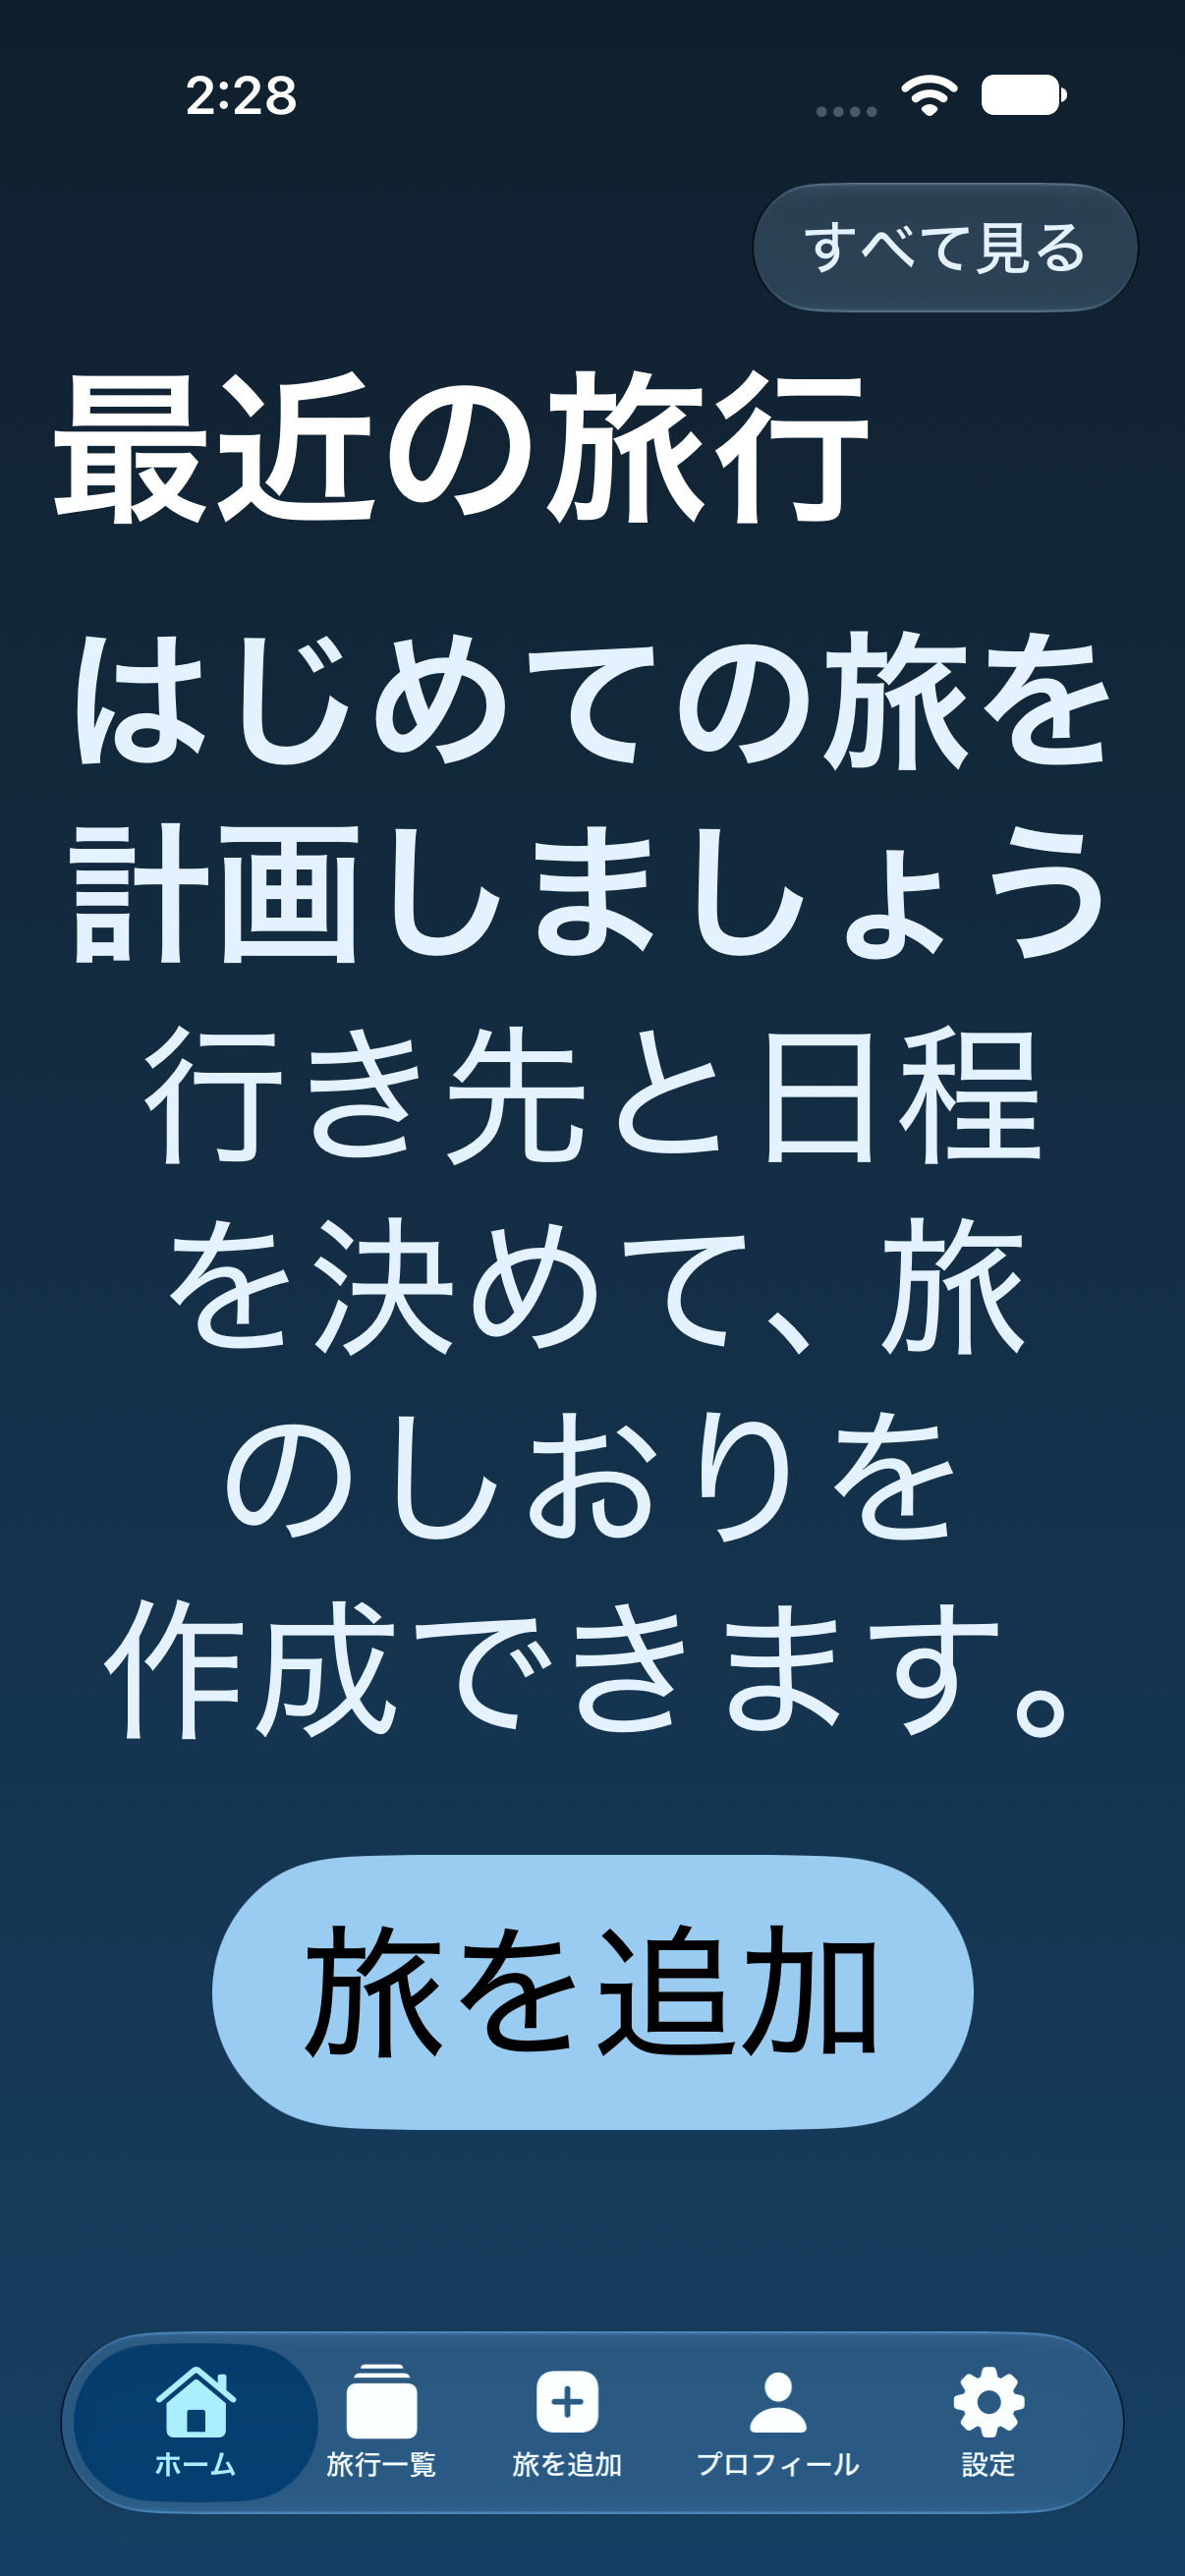 2:28
すべて見る
最近の旅行
はじめての旅を
計画しましょう
行き先と日程
を決めて、旅
のしおりを
作成できます。
旅を追加
ホーム
旅行一覧
旅を追加
プロフィール
設定